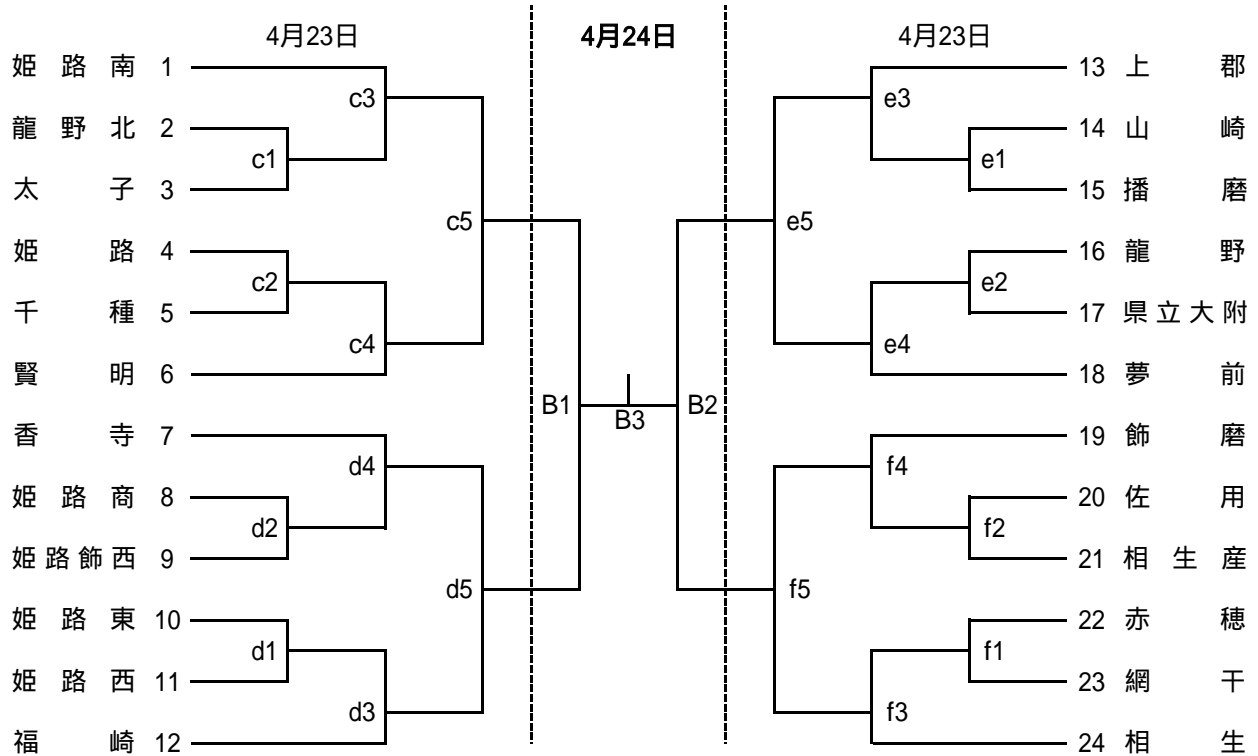 4月23日 4月24日 4月23日
姫路南 1 13 上郡
c3 e3
龍野北 2 14 山崎
c1 e1
太子 3 15 播磨
c5 e5
姫路 4 16 龍野
c2 e2
千種 5 17 県立大附
c4 e4
賢明 6 18 夢前
B1 B3 B2
香寺 7 19 飾磨
d4 f4
姫路商 8 20 佐用
d2 f2
姫路飾西 9 21 相生産
d5 f5
姫路東 10 22 赤穂
d1 f1
姫路西 11 23 網干
d3 f3
福崎 12 24 相生